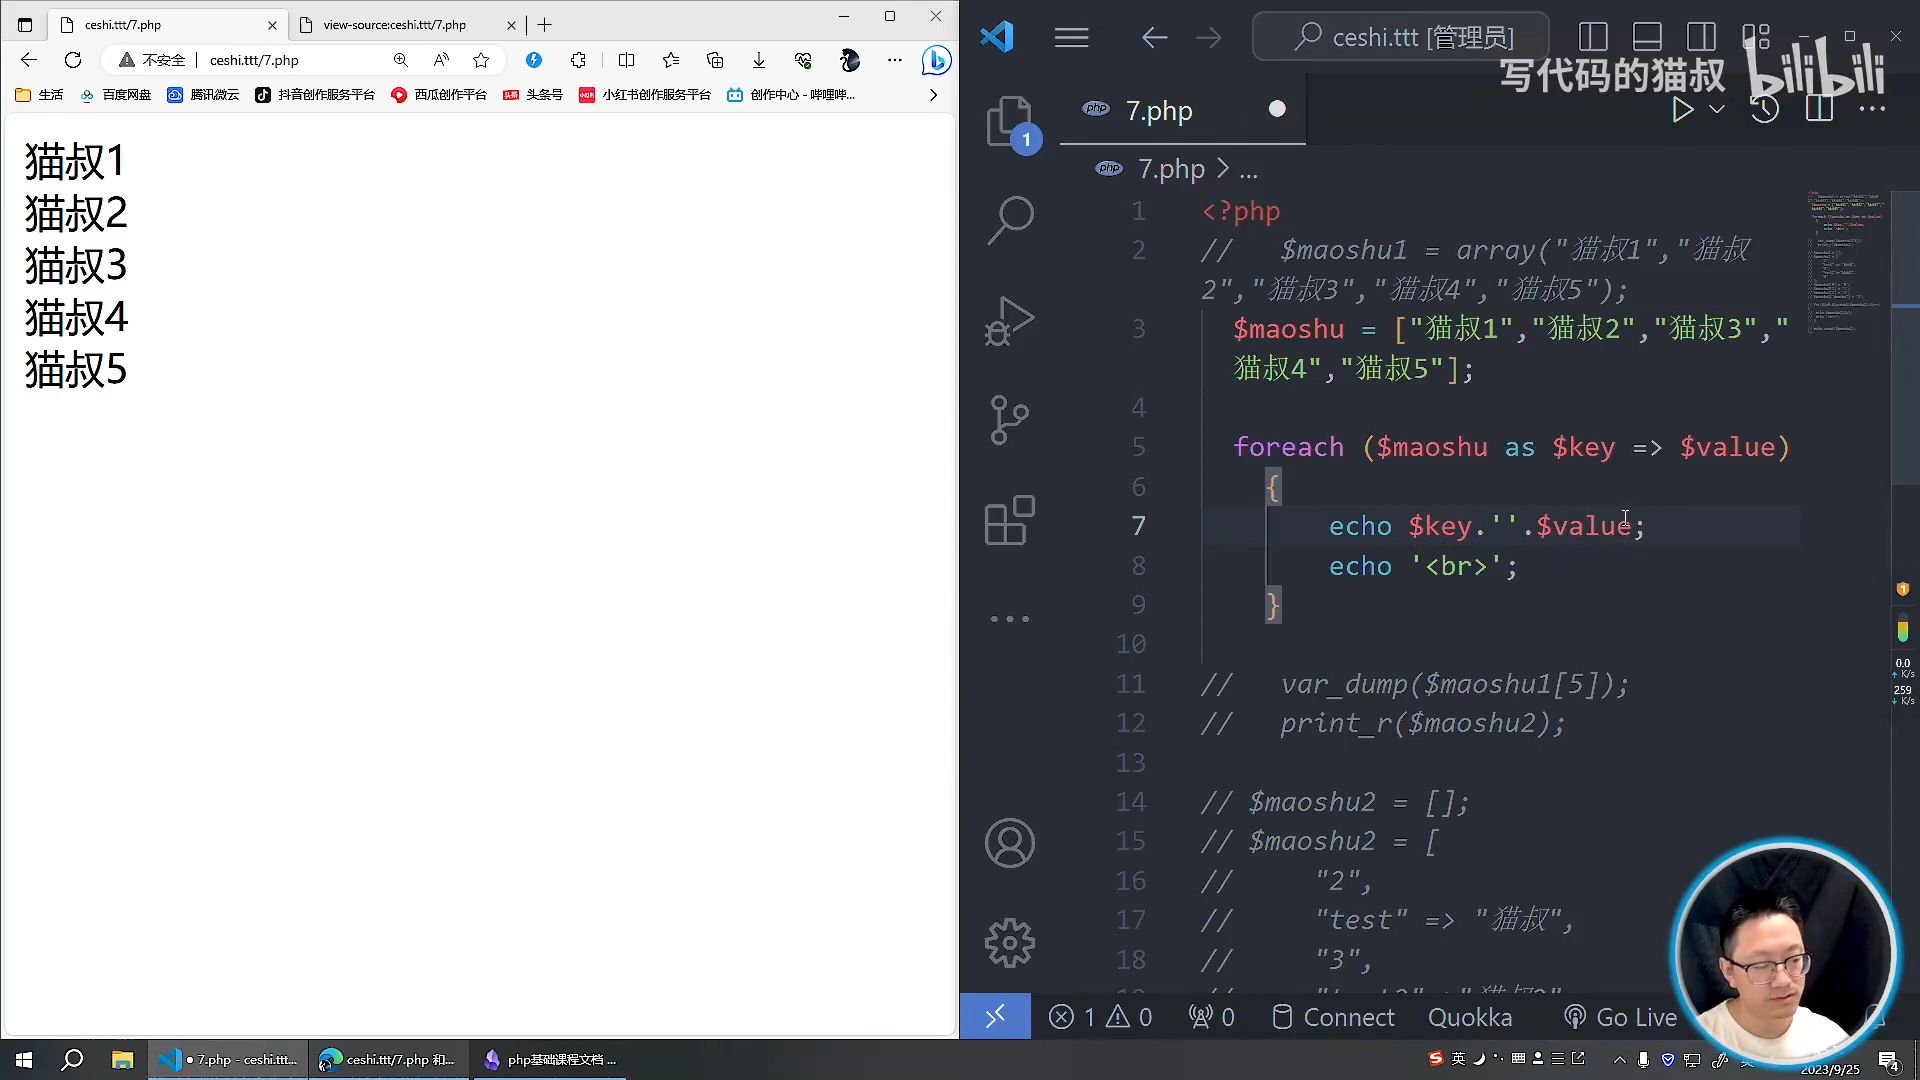 ceshi.ttt/7.php
view-source:ceshi.ttt/7.php
不安全
ceshi.ttt/7.php
生活
百度网盘
腾讯微云
抖音创作服务平台
西瓜创作平台
头条号
小红书创作服务平台
创作中心 - 哔哩哔...
猫叔1
猫叔2
猫叔3
猫叔4
猫叔5
ceshi.ttt [管理员]
写代码的猫叔 bilibili
php 7.php
1
php 7.php > ...
1 <?php
2 //   $maoshu1 = array("猫叔1","猫叔
2","猫叔3","猫叔4","猫叔5");
3 $maoshu = ["猫叔1","猫叔2","猫叔3","
猫叔4","猫叔5"];
4
5 foreach ($maoshu as $key => $value)
6 {
7 echo $key.''.$value;
8 echo '<br>';
9 }
10
11 //   var_dump($maoshu1[5]);
12 //   print_r($maoshu2);
13
14 // $maoshu2 = [];
15 // $maoshu2 = [
16 //     "2",
17 //     "test" => "猫叔",
18 //     "3",
1 0
0
Connect
Quokka
Go Live
0.0
K/s
259
K/s
7.php - ceshi.ttt...
ceshi.ttt/7.php 和...
php基础课程文档 ...
英
2023/9/25
4